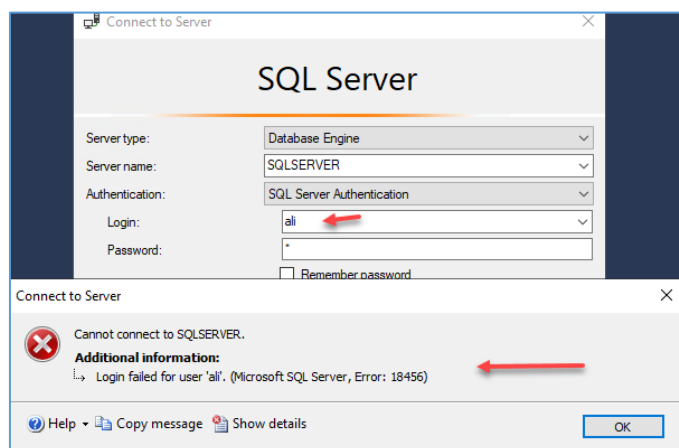 Connect to Server
SQL Server
Server type: Database Engine
Server name: SQLSERVER
Authentication: SQL Server Authentication
Login: ali
Password: *
Remember password
Connect to Server
Cannot connect to SQLSERVER.
Additional information:
Login failed for user 'ali'. (Microsoft SQL Server, Error: 18456)
Help Copy message Show details OK